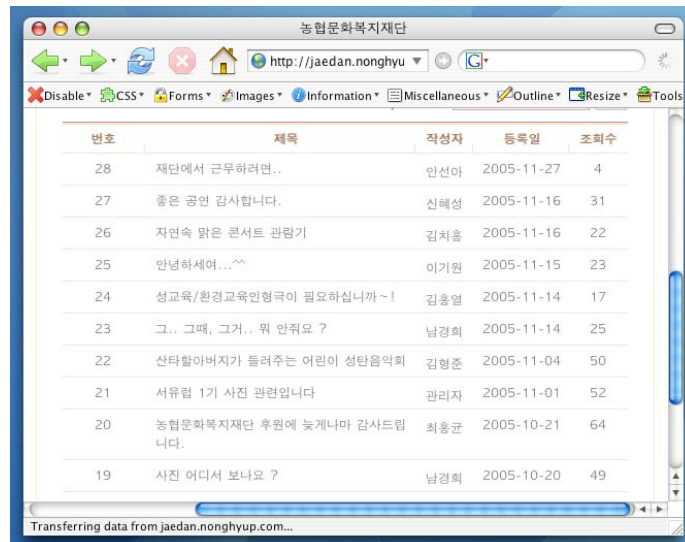 농협문화복지재단
http://jaedan.nonghyu
G
Disable CSS Forms Images Information Miscellaneous Outline Resize Tools
번호 제목 작성자 등록일 조회수
28 재단에서 근무하려면.. 안선아 2005-11-27 4
27 좋은 공연 감사합니다. 신혜성 2005-11-16 31
26 자연속 맑은 콘서트 관람기 김치홍 2005-11-16 22
25 안녕하세여...^^ 이기원 2005-11-15 23
24 성교육/환경교육인형극이 필요하십니까~! 김홍열 2005-11-14 17
23 그.. 그때, 그거.. 뭐 안줘요 ? 남경희 2005-11-14 25
22 산타할아버지가 들려주는 어린이 성탄음악회 김형준 2005-11-04 50
21 서유럽 1기 사진 관련입니다 관리자 2005-11-01 52
20 농협문화복지재단 후원에 늦게나마 감사드립 최홍균 2005-10-21 64
니다.
19 사진 어디서 보나요 ? 남경희 2005-10-20 49
Transferring data from jaedan.nonghyup.com...